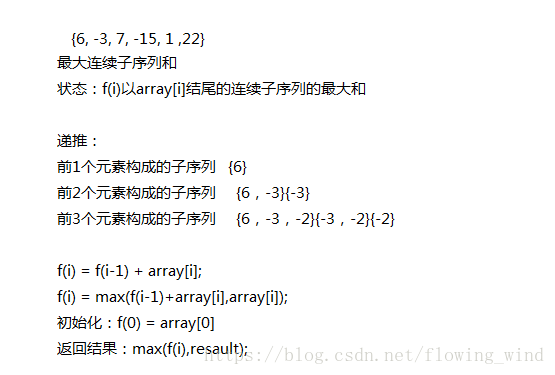 {6, -3, 7, -15, 1 ,22}
最大连续子序列和
状态：f(i)以array[i]结尾的连续子序列的最大和
递推：
前1个元素构成的子序列 {6}
前2个元素构成的子序列 {6，-3}{-3}
前3个元素构成的子序列 {6，-3，-2}{-3，-2}{-2}
f(i) = f(i-1) + array[i];
f(i) = max(f(i-1)+array[i],array[i]);
初始化：f(0) = array[0]
返回结果：max(f(i),resault);
https://blog.csdn.net/flowing_wind